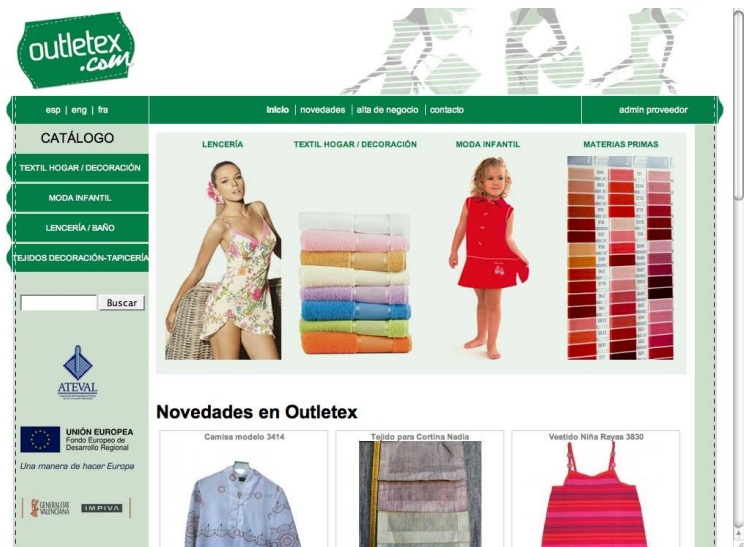 outletex
.com
esp | eng | fra
inicio | novedades | alta de negocio | contacto
admin proveedor
CATÁLOGO
TEXTIL HOGAR / DECORACIÓN
MODA INFANTIL
LENCERÍA / BAÑO
TEJIDOS DECORACIÓN-TAPICERÍA
Buscar
ATEVAL
UNIÓN EUROPEA
Fondo Europeo de
Desarrollo Regional
Una manera de hacer Europa
GENERALITAT
VALENCIANA
IMPIVA
LENCERÍA
TEXTIL HOGAR / DECORACIÓN
MODA INFANTIL
MATERIAS PRIMAS
Novedades en Outletex
Camisa modelo 3414
Tejido para Cortina Nadia
Vestido Niña Rayas 3830